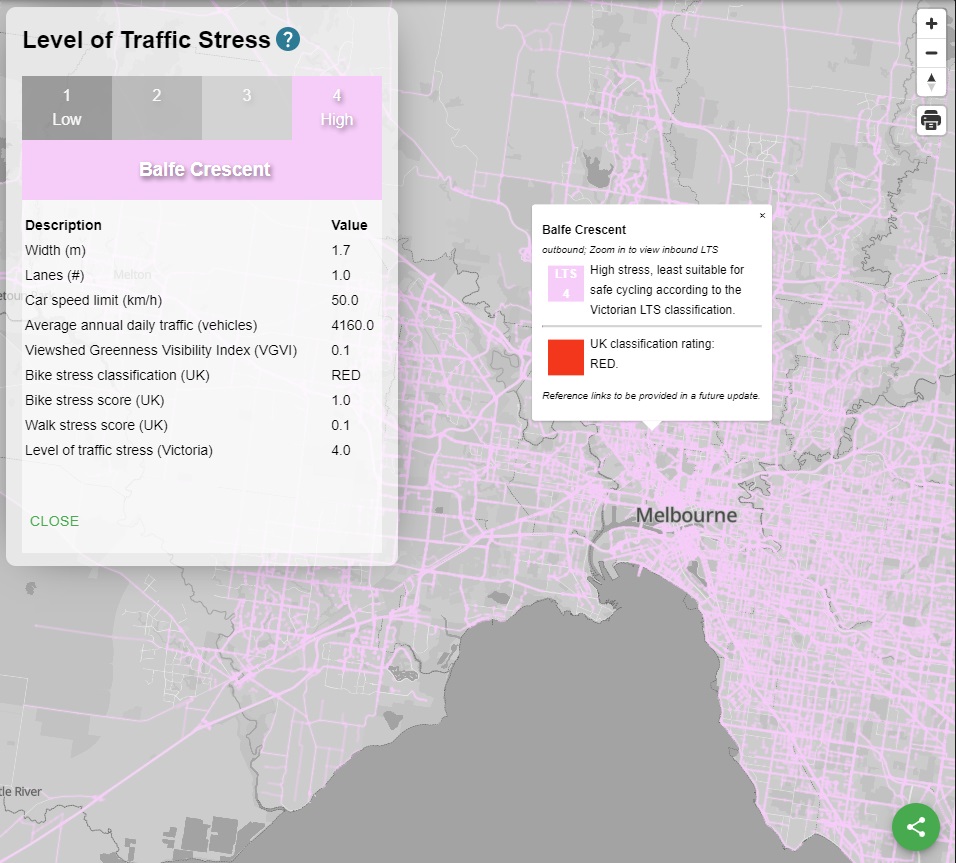 Level of Traffic Stress ?
1 2 3 4
Low High
Balfe Crescent
Description Value
Width (m) 1.7
Lanes (#) 1.0
Car speed limit (km/h) 50.0
Average annual daily traffic (vehicles) 4160.0
Viewshed Greenness Visibility Index (VGVI) 0.1
Bike stress classification (UK) RED
Bike stress score (UK) 1.0
Walk stress score (UK) 0.1
Level of traffic stress (Victoria) 4.0
CLOSE
Melton
×
Balfe Crescent
outbound; Zoom in to view inbound LTS
LTS
4
High stress, least suitable for
safe cycling according to the
Victorian LTS classification.
UK classification rating:
RED.
Reference links to be provided in a future update.
Melbourne
River